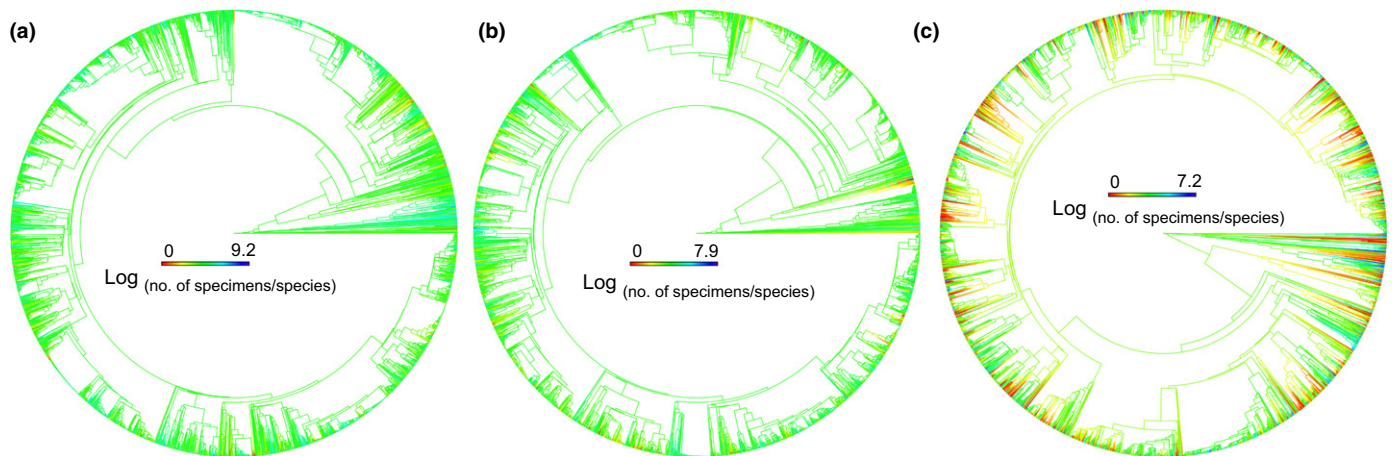 (a)
(b)
(c)
0 9.2
Log (no. of specimens/species)
0 7.9
Log (no. of specimens/species)
0 7.2
Log (no. of specimens/species)